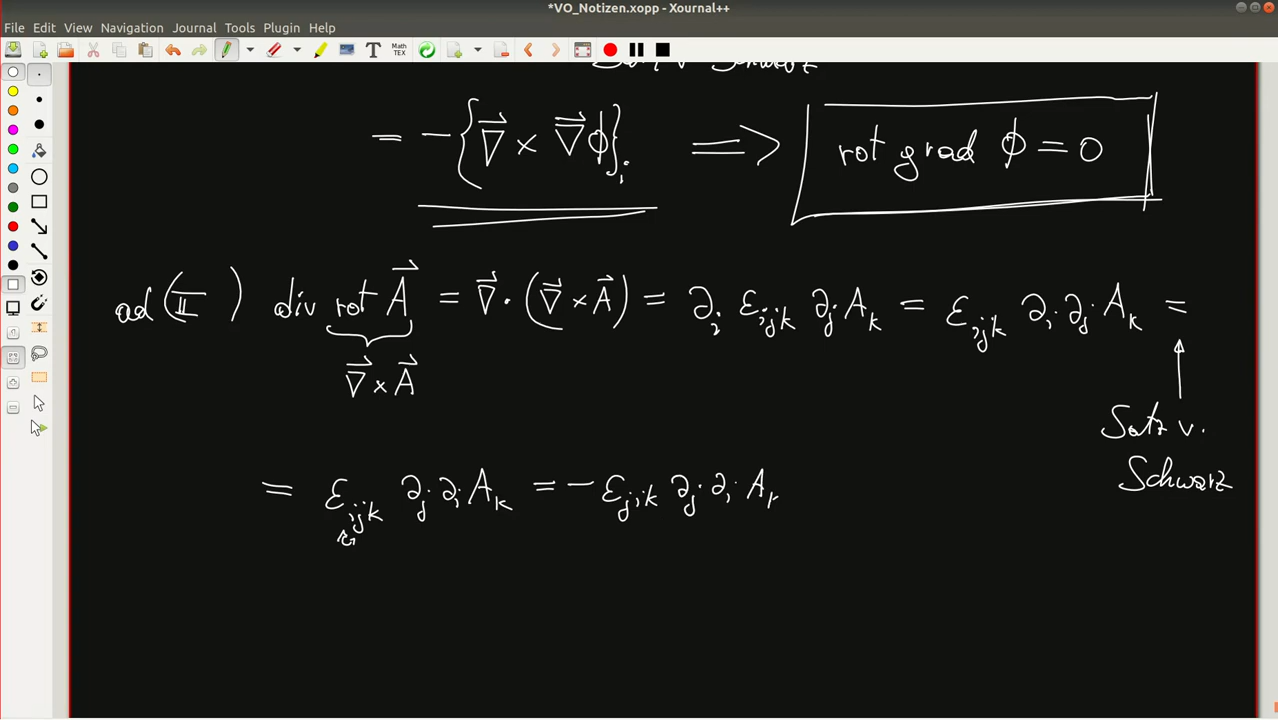 *VO_Notizen.xopp - Xournal++
File Edit View Navigation Journal Tools Plugin Help
= -{∇⃗ × ∇⃗ϕ}ᵢ ⟹ rot grad ϕ = 0
ad (II) div rot A⃗ = ∇⃗ · (∇⃗ × A⃗) = ∂ᵢ εᵢⱼₖ ∂ⱼ Aₖ = εᵢⱼₖ ∂ᵢ ∂ⱼ Aₖ =
∇⃗ × A⃗
Satz v.
Schwarz
= εᵢⱼₖ ∂ⱼ ∂ᵢ Aₖ = - εⱼᵢₖ ∂ⱼ ∂ᵢ A